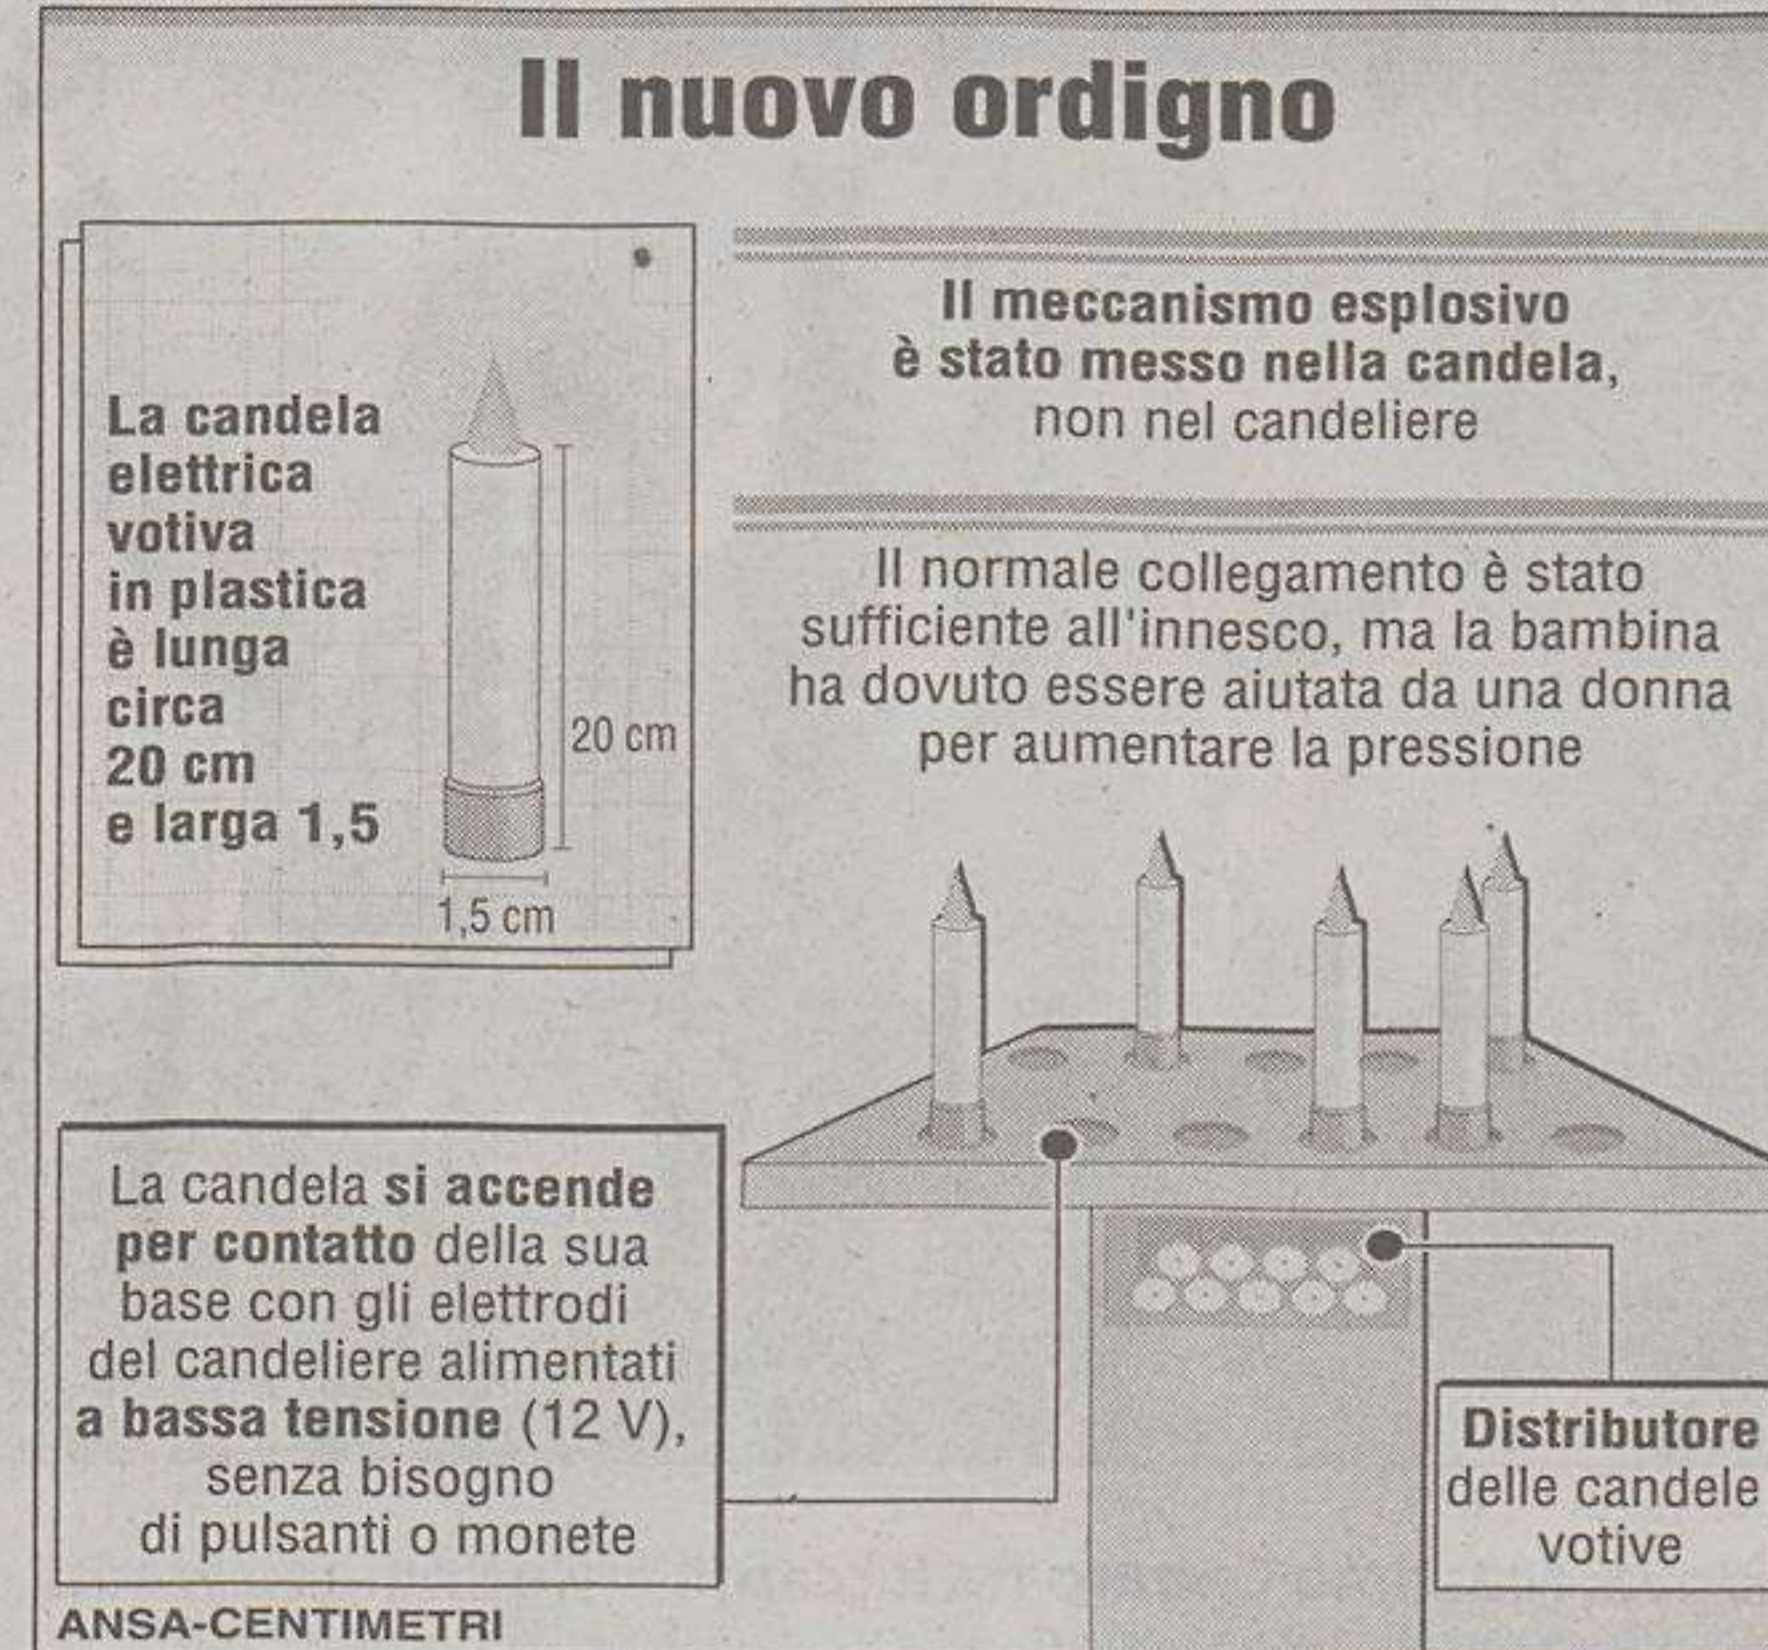 Il nuovo ordigno
La candela
elettrica
votiva
in plastica
è lunga
circa
20 cm
e larga 1,5
20 cm
1,5 cm
Il meccanismo esplosivo
è stato messo nella candela,
non nel candeliere
Il normale collegamento è stato
sufficiente all'innesco, ma la bambina
ha dovuto essere aiutata da una donna
per aumentare la pressione
La candela si accende
per contatto della sua
base con gli elettrodi
del candeliere alimentati
a bassa tensione (12 V),
senza bisogno
di pulsanti o monete
Distributore
delle candele
votive
ANSA-CENTIMETRI